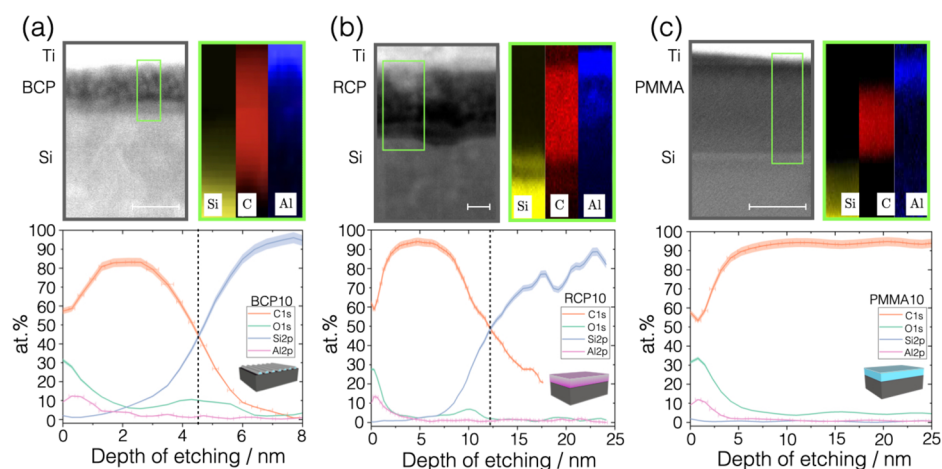 (a)
Ti
BCP
Si
Si
C
Al
(b)
Ti
RCP
Si
Si
C
Al
(c)
Ti
PMMA
Si
Si
C
Al
100
90
80
70
60
50
40
30
20
10
0
at.%
BCP10
C1s
O1s
Si2p
Al2p
0
2
4
6
8
Depth of etching / nm
100
90
80
70
60
50
40
30
20
10
0
at.%
RCP10
C1s
O1s
Si2p
Al2p
0
5
10
15
20
25
Depth of etching / nm
100
90
80
70
60
50
40
30
20
10
0
at.%
PMMA10
C1s
O1s
Si2p
Al2p
0
5
10
15
20
25
Depth of etching / nm